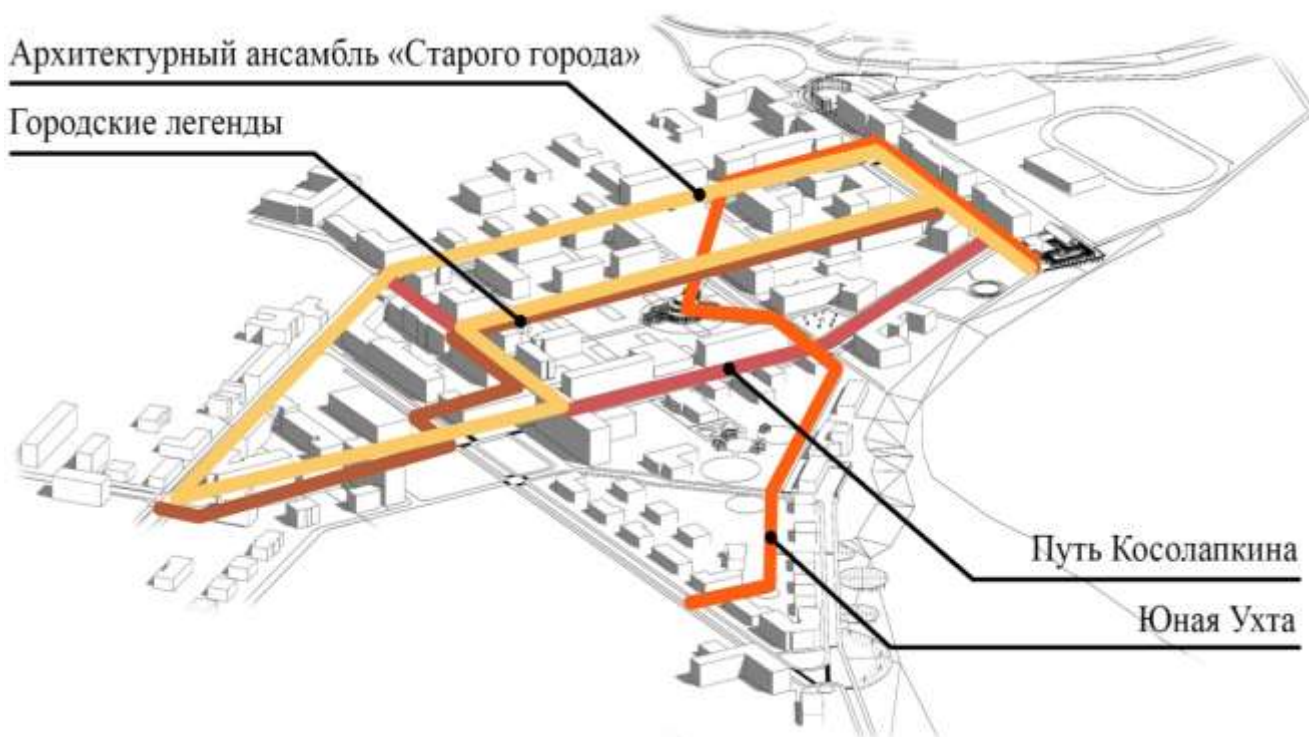 Архитектурный ансамбль «Старого города»
Городские легенды
Путь Косолапкина
Юная Ухта